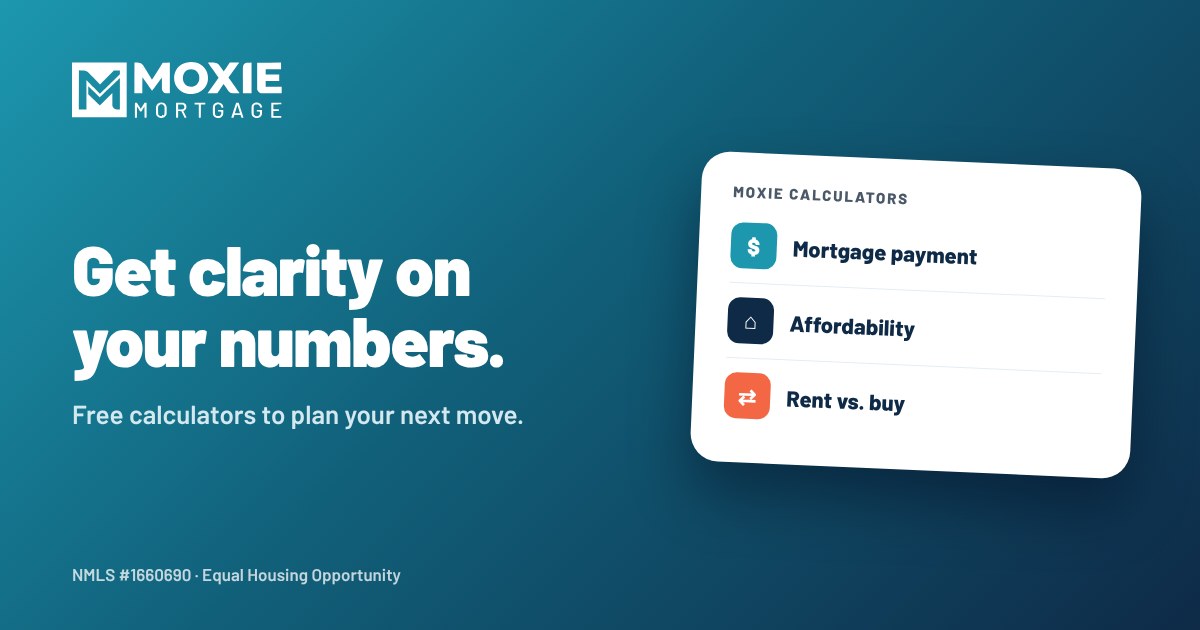 MOXIE
MORTGAGE
Get clarity on
your numbers.
Free calculators to plan your next move.
NMLS #1660690 · Equal Housing Opportunity
MOXIE CALCULATORS
$ Mortgage payment
Affordability
Rent vs. buy